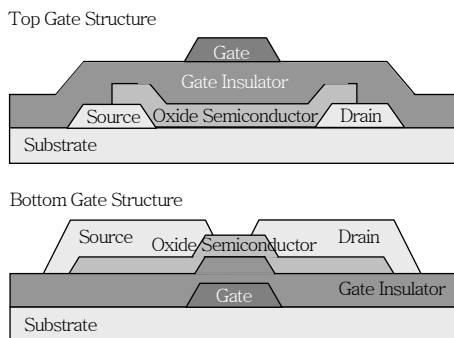 Top Gate Structure
Gate
Gate Insulator
Source
Oxide Semiconductor
Drain
Substrate
Bottom Gate Structure
Source
Oxide Semiconductor
Drain
Gate
Gate Insulator
Substrate